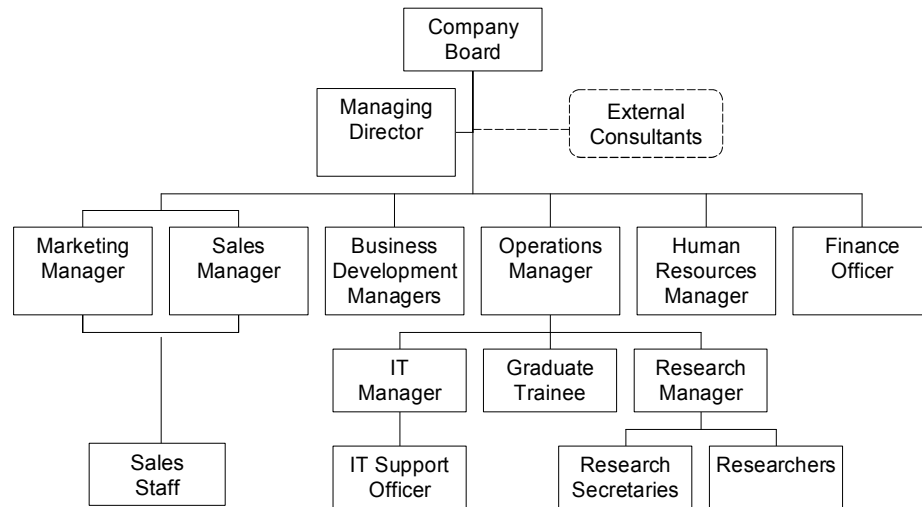 Company
Board
Managing
Director
External
Consultants
Marketing
Manager
Sales
Manager
Business
Development
Managers
Operations
Manager
Human
Resources
Manager
Finance
Officer
IT
Manager
Graduate
Trainee
Research
Manager
Sales
Staff
IT Support
Officer
Research
Secretaries
Researchers